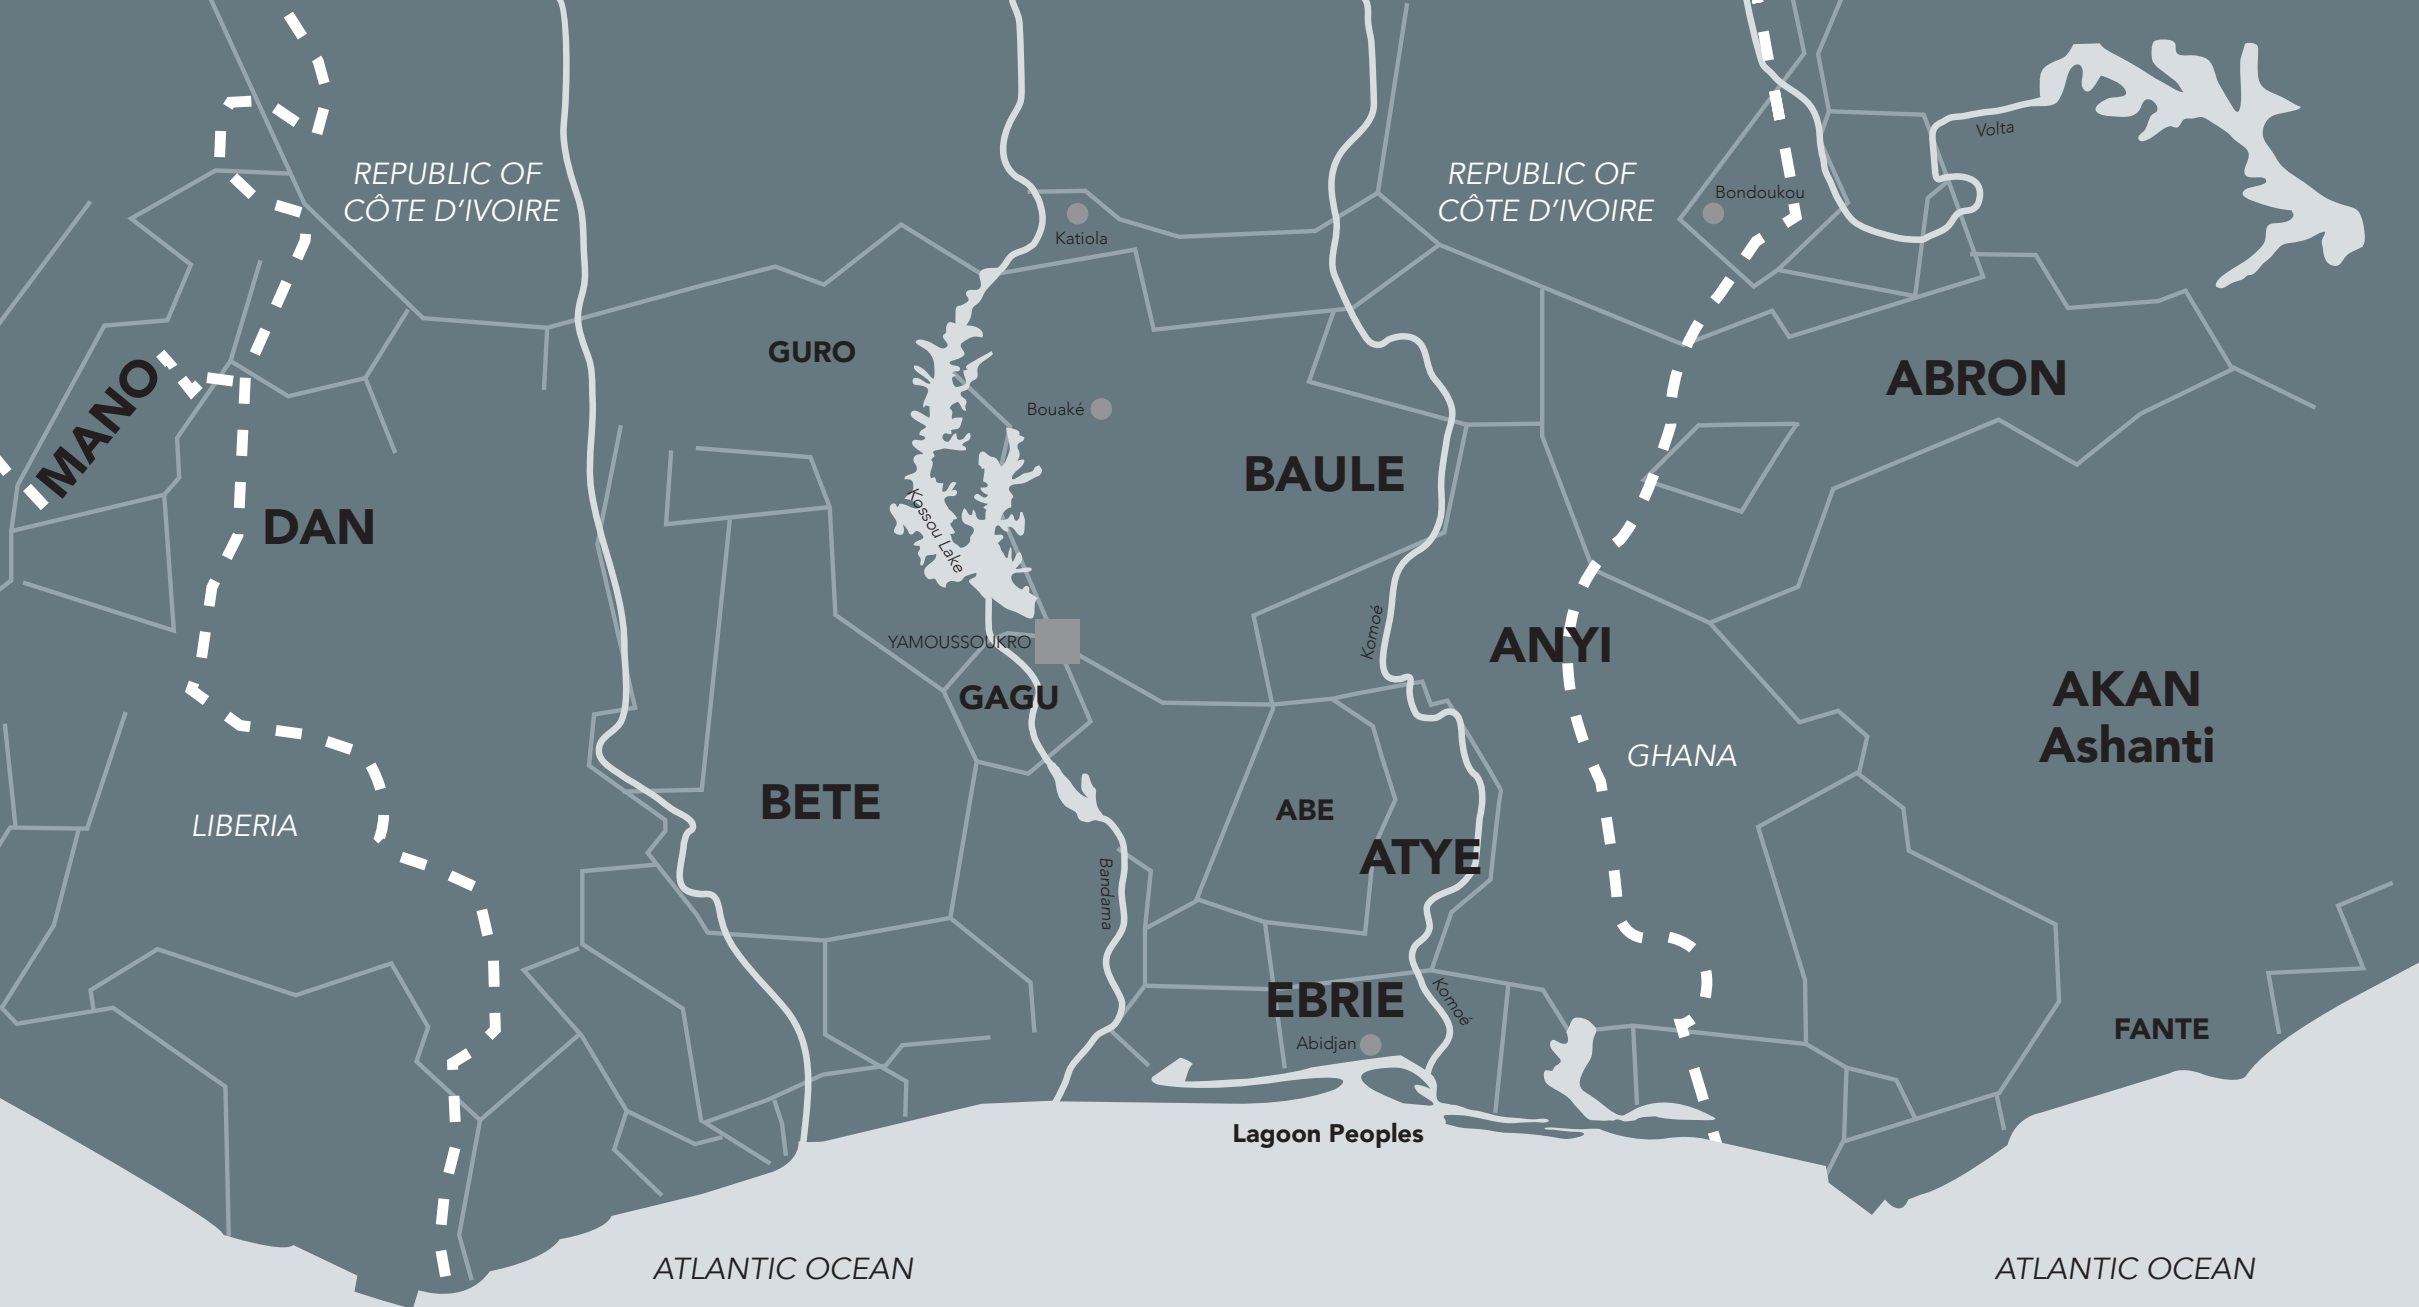 Volta
REPUBLIC OF
CÔTE D’IVOIRE
REPUBLIC OF
CÔTE D’IVOIRE
Bondoukou
Katiola
GURO
MANO
ABRON
Bouaké
BAULE
DAN
Kossou Lake
Komoé
YAMOUSSOUKRO
ANYI
GAGU
AKAN
Ashanti
GHANA
BETE
ABE
LIBERIA
ATYE
Bandama
EBRIE
Komoé
Abidjan
FANTE
Lagoon Peoples
ATLANTIC OCEAN
ATLANTIC OCEAN